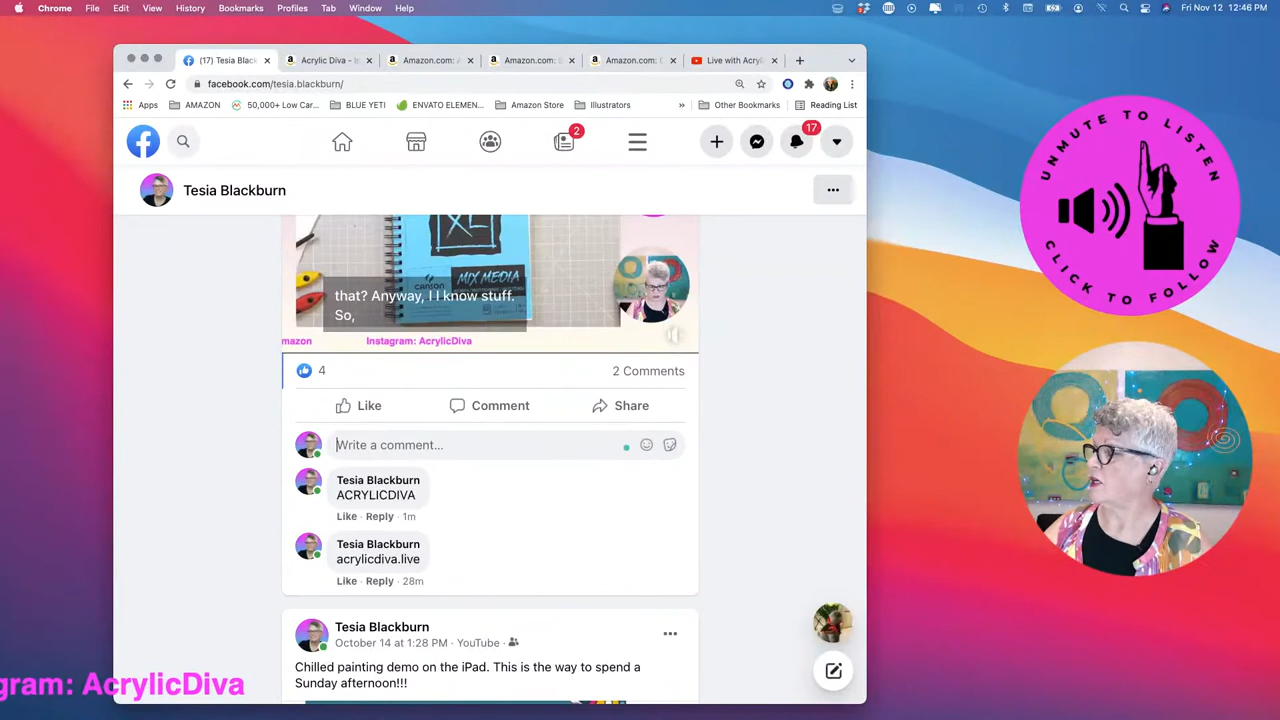 Chrome File Edit View History Bookmarks Profiles Tab Window Help Fri Nov 12 12:46 PM
(17) Tesia Black Acrylic Diva - Amazon.com: Amazon.com: Amazon.com: Live with Acry
facebook.com/tesia.blackburn/
Apps AMAZON 50,000+ Low Car... BLUE YETI ENVATO ELEMEN... Amazon Store Illustrators » Other Bookmarks Reading List
2
17
Tesia Blackburn
XL
MIX MEDIA
CANSON
that? Anyway, I I know stuff.
So,
mazon Instagram: AcrylicDiva
4 2 Comments
Like Comment Share
Write a comment...
Tesia Blackburn
ACRYLICDIVA
Like · Reply · 1m
Tesia Blackburn
acrylicdiva.live
Like · Reply · 28m
Tesia Blackburn
October 14 at 1:28 PM · YouTube ·
Chilled painting demo on the iPad. This is the way to spend a
Sunday afternoon!!!
gram: AcrylicDiva
UNMUTE TO LISTEN
CLICK TO FOLLOW